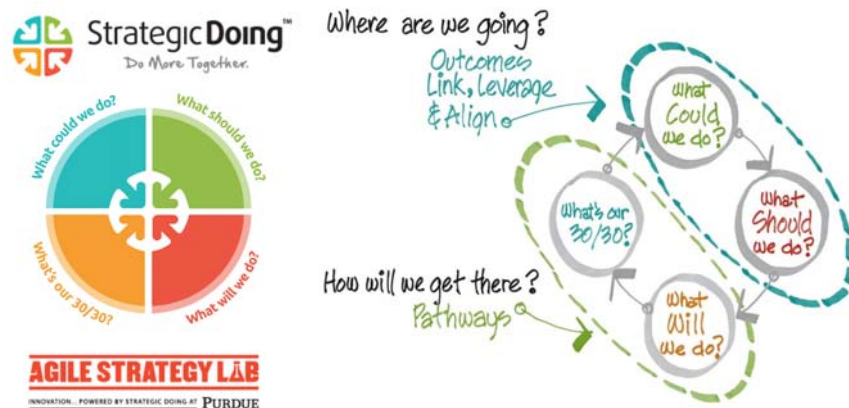 StrategicDoing™
Do More Together.
What could we do?
What should we do?
What's our 30/30?
What will we do?
AGILE STRATEGY LAB
INNOVATION... POWERED BY STRATEGIC DOING AT PURDUE
Where are we going?
Outcomes
Link, Leverage
& Align
What
Could
we do?
What
Should
we do?
What's our
30/30?
How will we get there?
Pathways
What
Will
we do?